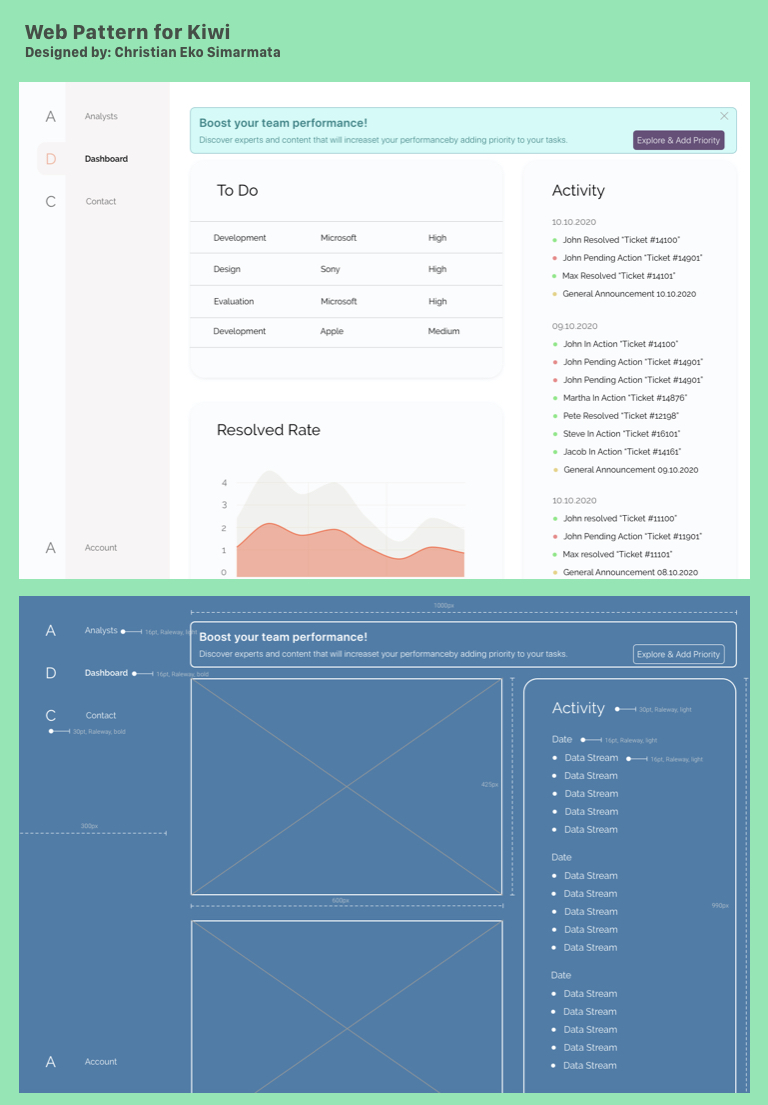 Web Pattern for Kiwi
Designed by: Christian Eko Simarmata
A Analysts
D Dashboard
C Contact
A Account
Boost your team performance!
Discover experts and content that will increaset your performanceby adding priority to your tasks.
Explore & Add Priority
To Do
Development Microsoft High
Design Sony High
Evaluation Microsoft High
Development Apple Medium
Resolved Rate
4
3
2
1
0
Activity
10.10.2020
John Resolved "Ticket #14100"
John Pending Action "Ticket #14901"
Max Resolved "Ticket #14101"
General Announcement 10.10.2020
09.10.2020
John In Action "Ticket #14100"
John Pending Action "Ticket #14901"
John Pending Action "Ticket #14901"
Martha In Action "Ticket #14876"
Pete Resolved "Ticket #12198"
Steve In Action "Ticket #16101"
Jacob In Action "Ticket #14161"
General Announcement 09.10.2020
10.10.2020
John resolved "Ticket #11100"
John Pending Action "Ticket #11901"
Max resolved "Ticket #11101"
General Announcement 08.10.2020
A Analysts 16pt, Raleway, light
D Dashboard 16pt, Raleway, bold
C Contact
30pt, Raleway, bold
300px
A Account
1000px
Boost your team performance!
Discover experts and content that will increaset your performanceby adding priority to your tasks.
Explore & Add Priority
425px
600px
Activity 30pt, Raleway, light
Date 16pt, Raleway, light
Data Stream 16pt, Raleway, light
Data Stream
Data Stream
Data Stream
Data Stream
Date
Data Stream
Data Stream
Data Stream
Data Stream
Data Stream
990px
Date
Data Stream
Data Stream
Data Stream
Data Stream
Data Stream